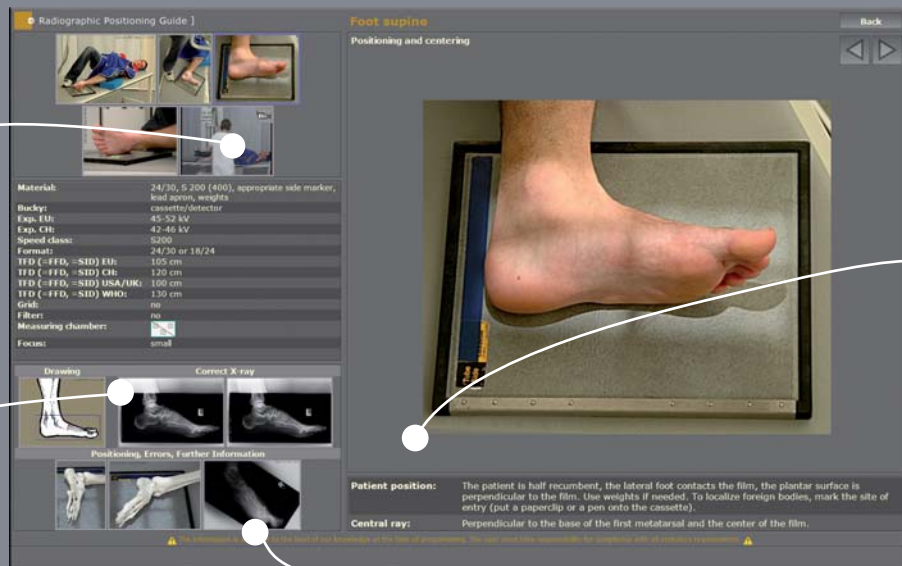 Radiographic Positioning Guide ]
Foot supine
Back
Positioning and centering
Material: 24/30, S 200 (400), appropriate side marker,
lead apron, weights
Bucky: cassette/detector
Exp. EU: 45-52 kV
Exp. CH: 42-46 kV
Speed class: S200
Format: 24/30 or 18/24
TFD (=FFD, =SID) EU: 105 cm
TFD (=FFD, =SID) CH: 120 cm
TFD (=FFD, =SID) USA/UK: 100 cm
TFD (=FFD, =SID) WHO: 130 cm
Grid: no
Filter: no
Measuring chamber:
Focus: small
Drawing
Correct X-ray
Positioning, Errors, Further Information
Patient position: The patient is half recumbent, the lateral foot contacts the film, the plantar surface is
perpendicular to the film. Use weights if needed. To localize foreign bodies, mark the site of
entry (put a paperclip or a pen onto the cassette).
Central ray: Perpendicular to the base of the first metatarsal and the center of the film.